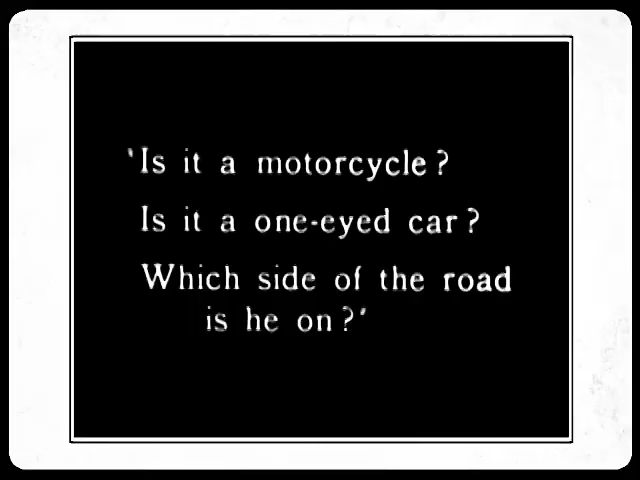 'Is it a motorcycle?
Is it a one-eyed car?
Which side of the road
is he on?'